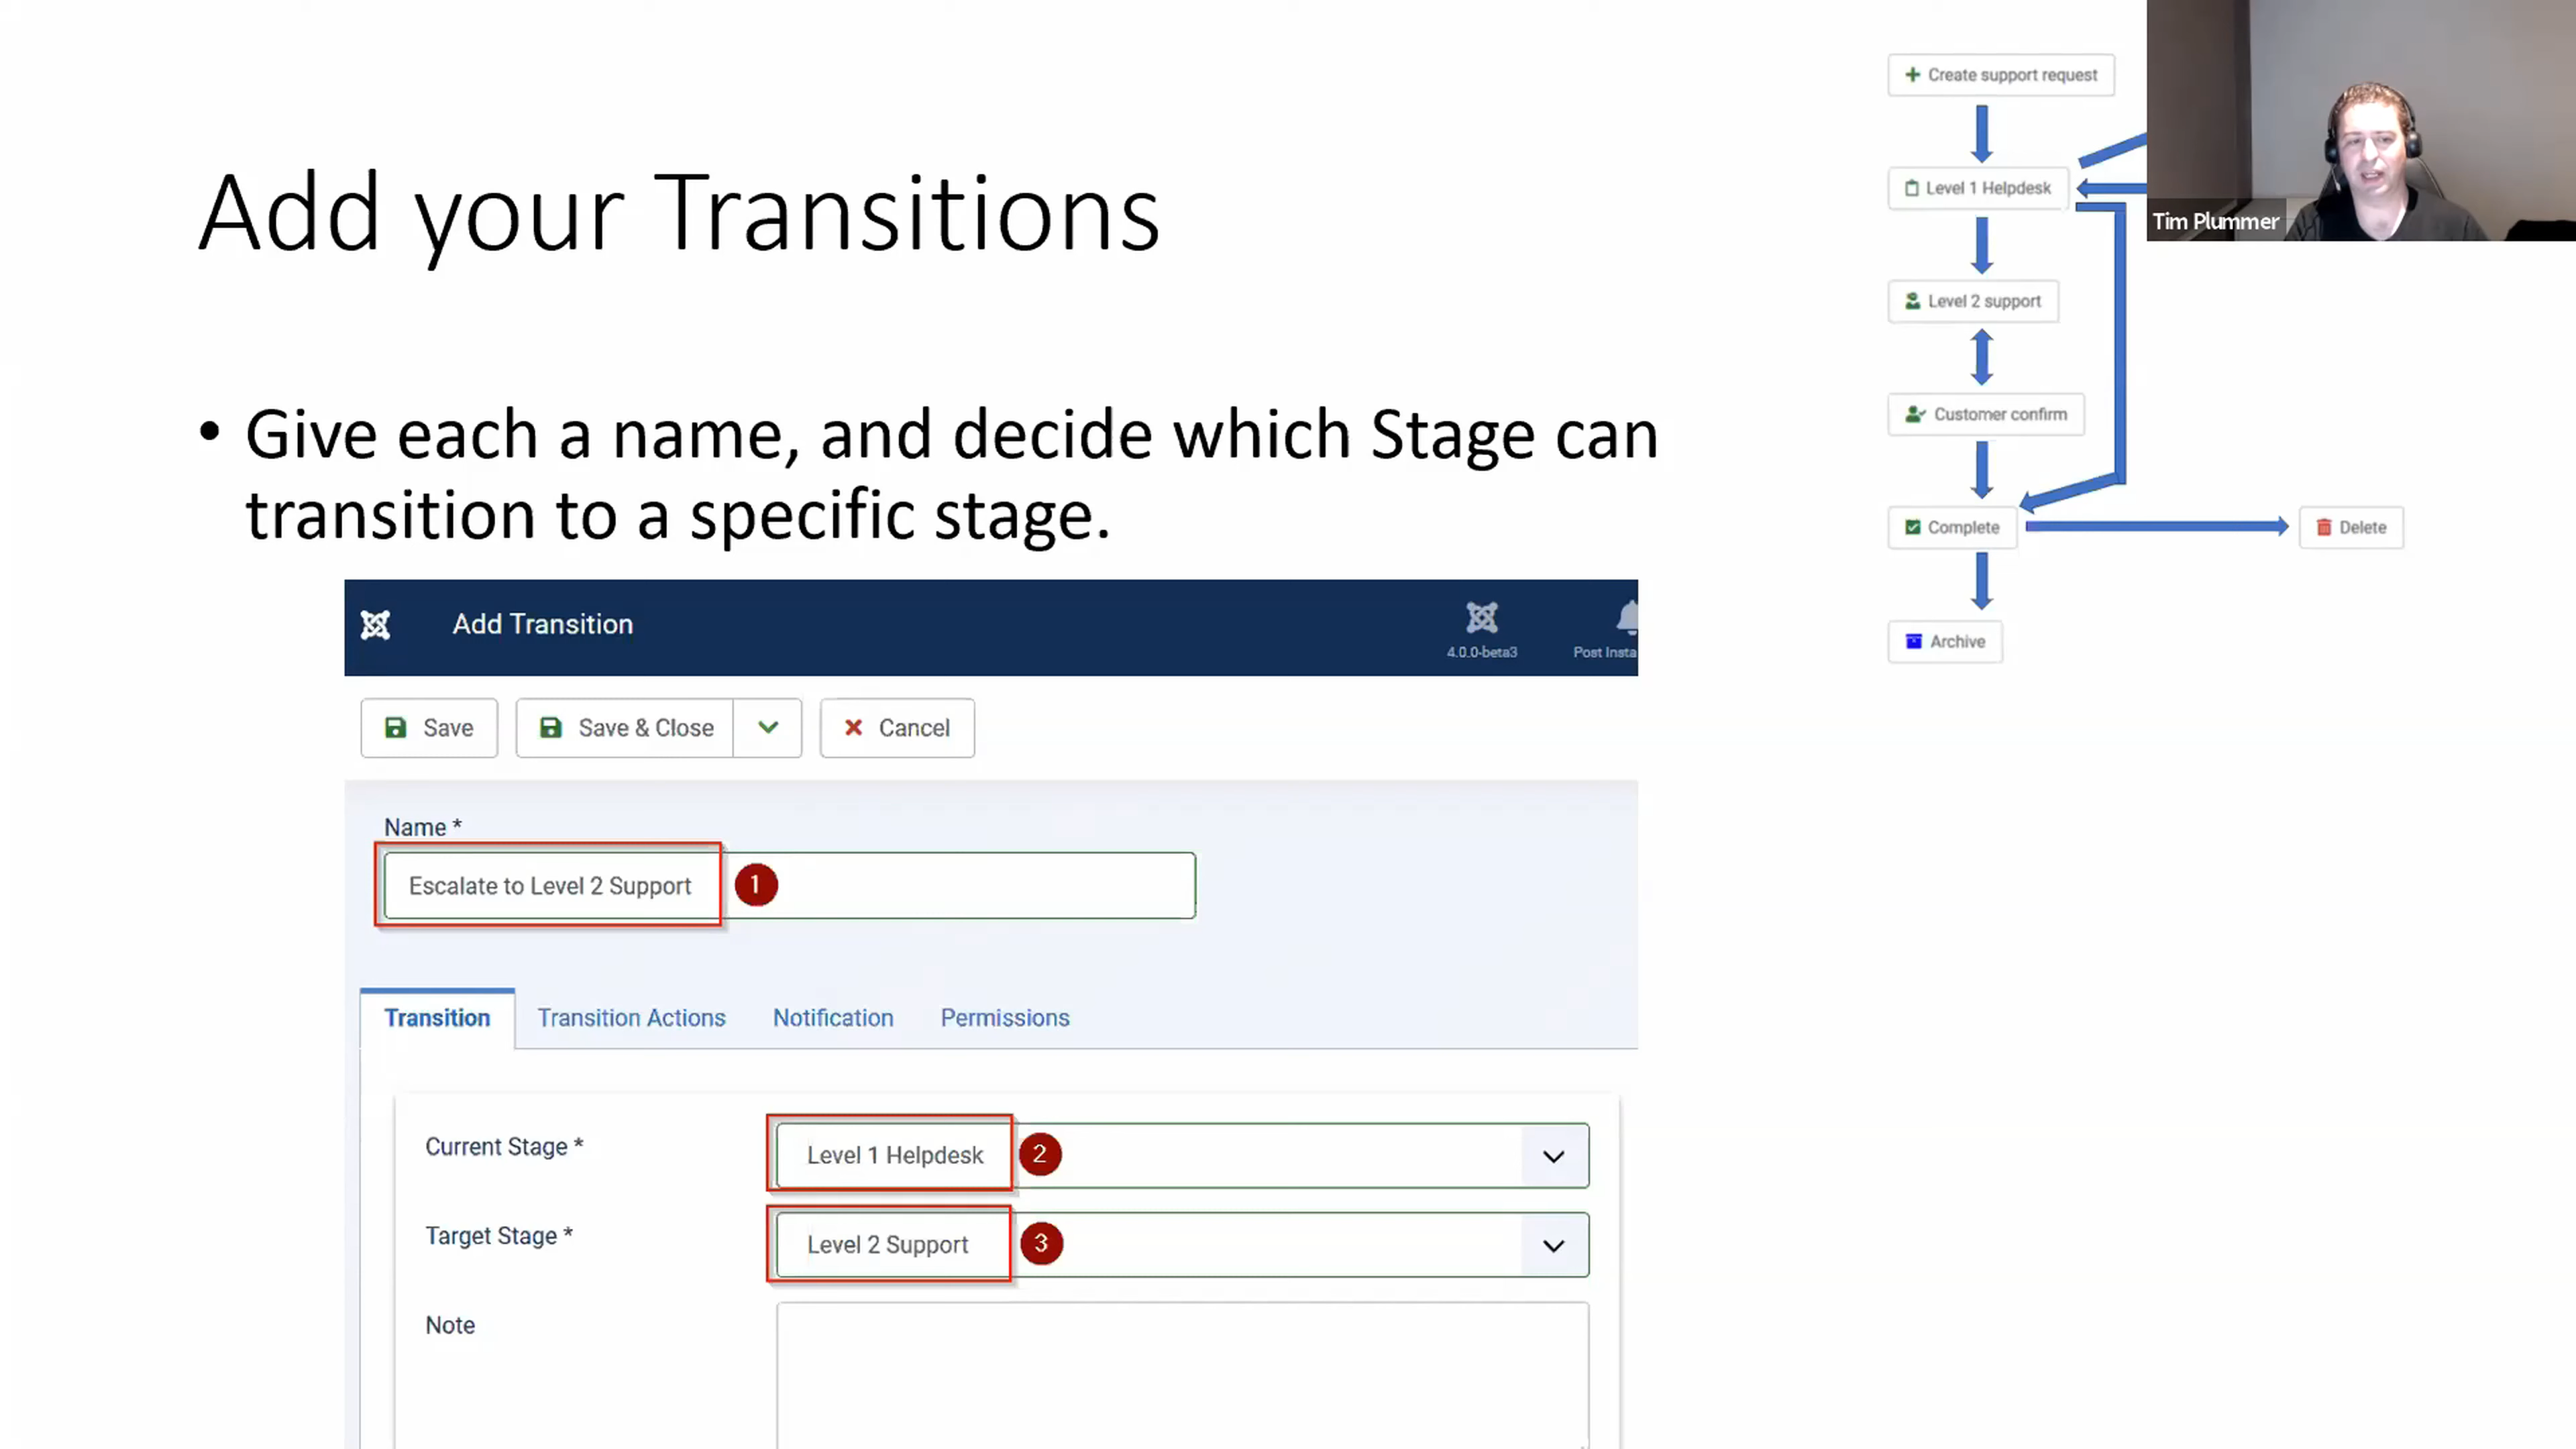 Add your Transitions
• Give each a name, and decide which Stage can
transition to a specific stage.
Create support request
Level 1 Helpdesk
Level 2 support
Customer confirm
Complete
Delete
Archive
Tim Plummer
Add Transition
4.0.0-beta3
Post Insta
Save
Save & Close
Cancel
Name *
Escalate to Level 2 Support
1
Transition
Transition Actions
Notification
Permissions
Current Stage *
Level 1 Helpdesk
2
Target Stage *
Level 2 Support
3
Note